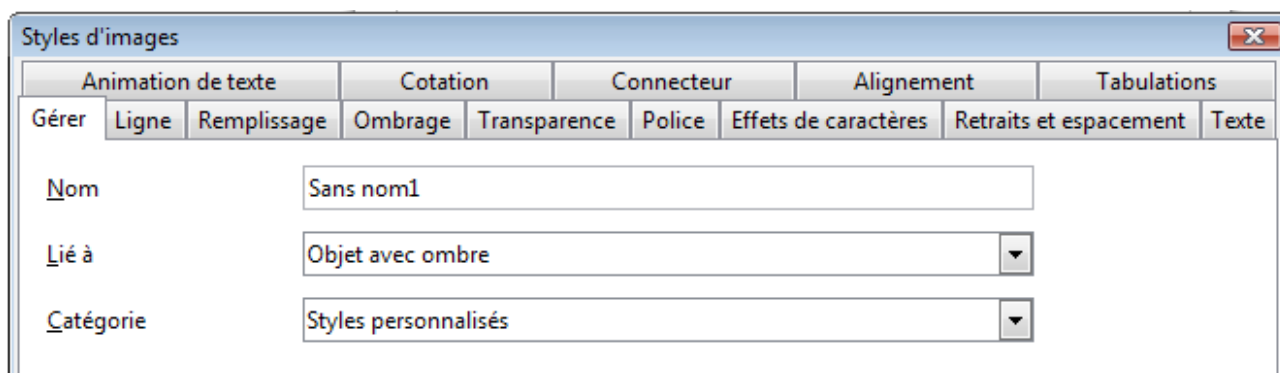 Styles d'images
Animation de texte Cotation Connecteur Alignement Tabulations
Gérer Ligne Remplissage Ombrage Transparence Police Effets de caractères Retraits et espacement Texte
Nom Sans nom1
Lié à Objet avec ombre
Catégorie Styles personnalisés